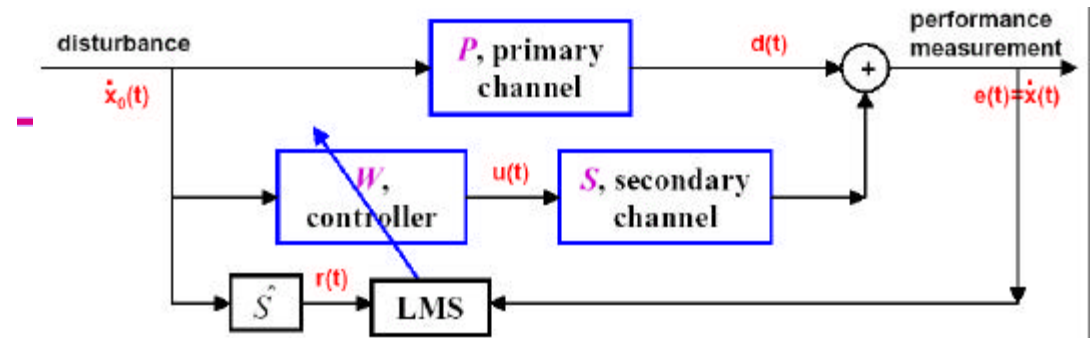 performance
measurement
disturbance
P, primary
channel
d(t)
+
ẋ₀(t)
e(t)=ẋ(t)
W,
controller
u(t)
S, secondary
channel
r(t)
Ŝ
LMS